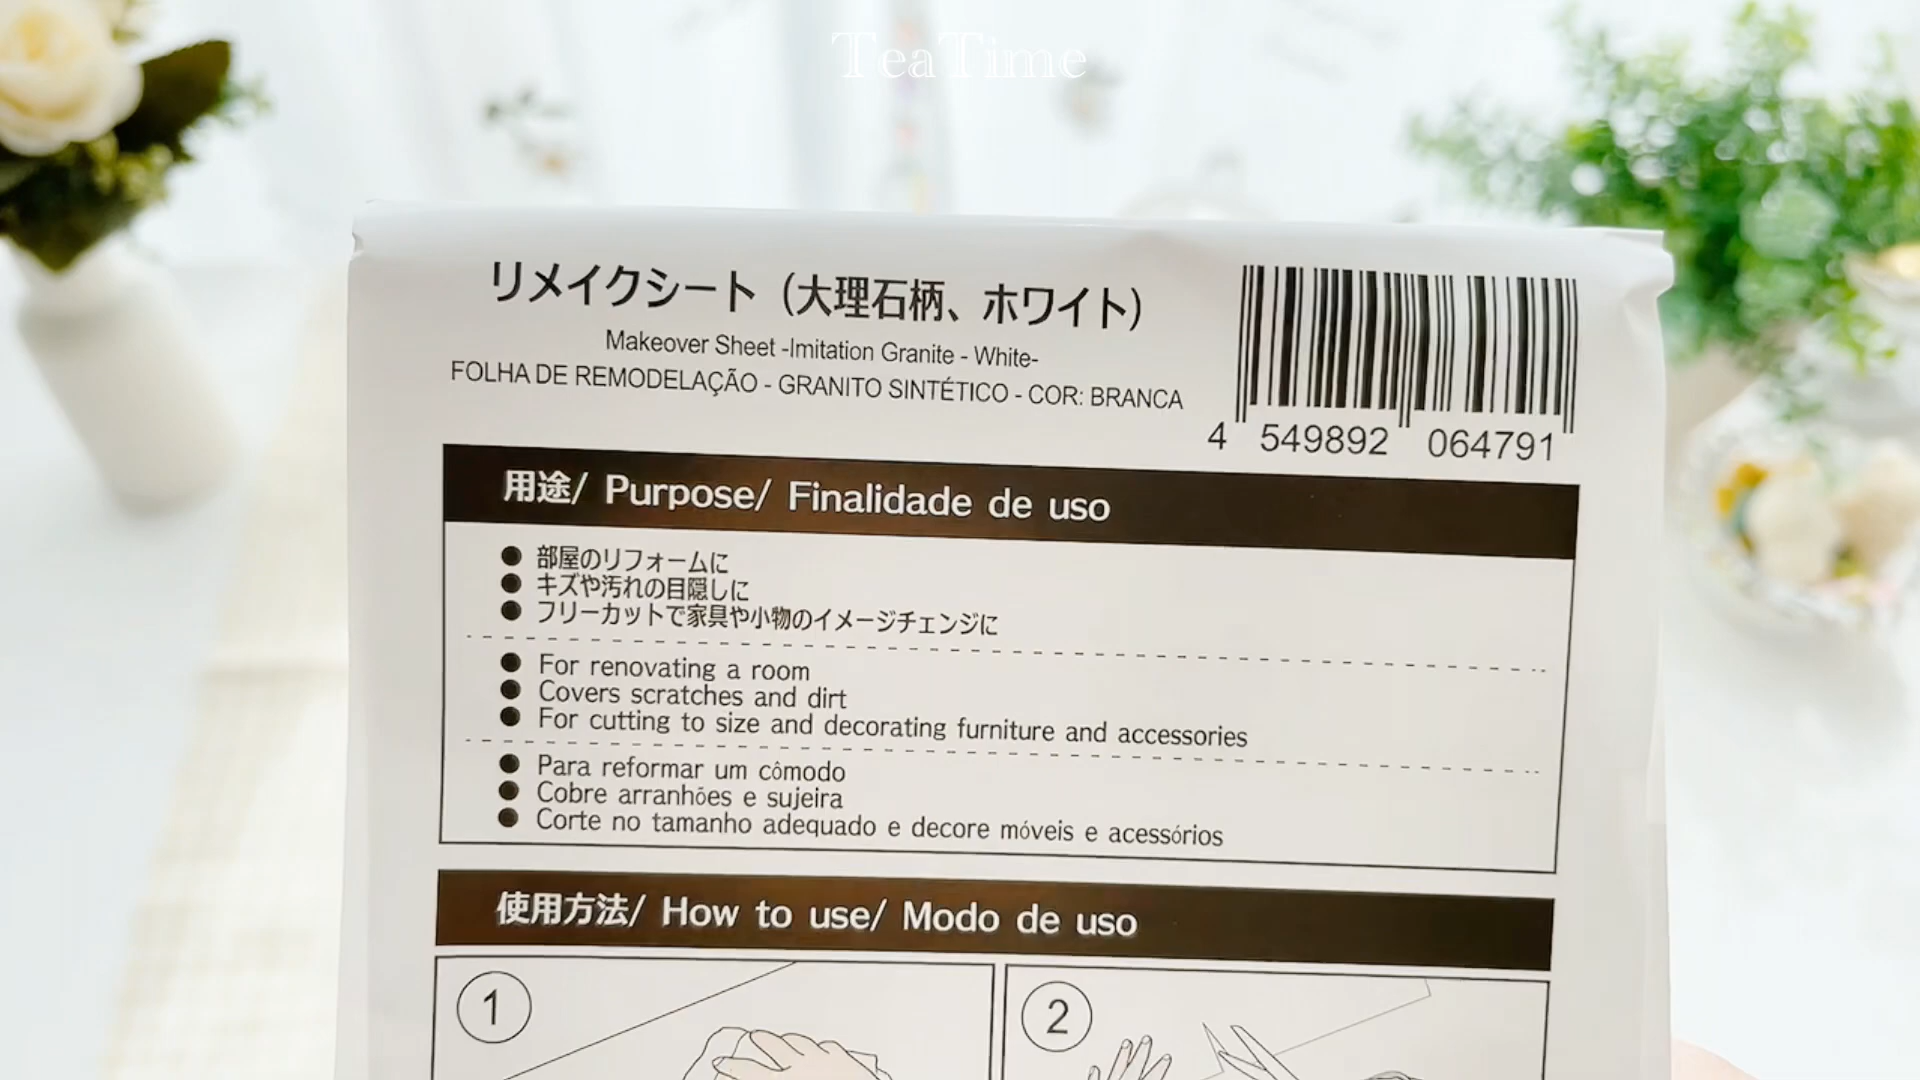 TeaTime
リメイクシート（大理石柄、ホワイト）
Makeover Sheet -Imitation Granite - White-
FOLHA DE REMODELAÇÃO - GRANITO SINTÉTICO - COR: BRANCA
4 549892 064791
用途/ Purpose/ Finalidade de uso
● 部屋のリフォームに
● キズや汚れの目隠しに
● フリーカットで家具や小物のイメージチェンジに
● For renovating a room
● Covers scratches and dirt
● For cutting to size and decorating furniture and accessories
● Para reformar um cômodo
● Cobre arranhões e sujeira
● Corte no tamanho adequado e decore móveis e acessórios
使用方法/ How to use/ Modo de uso
1
2